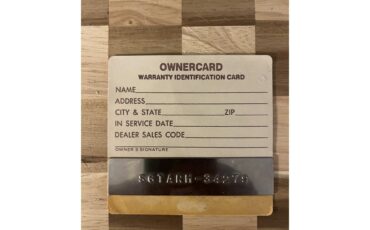 OWNERCARD
WARRANTY IDENTIFICATION CARD
NAME
ADDRESS
CITY & STATE ZIP
IN SERVICE DATE
DEALER SALES CODE
OWNER'S SIGNATURE